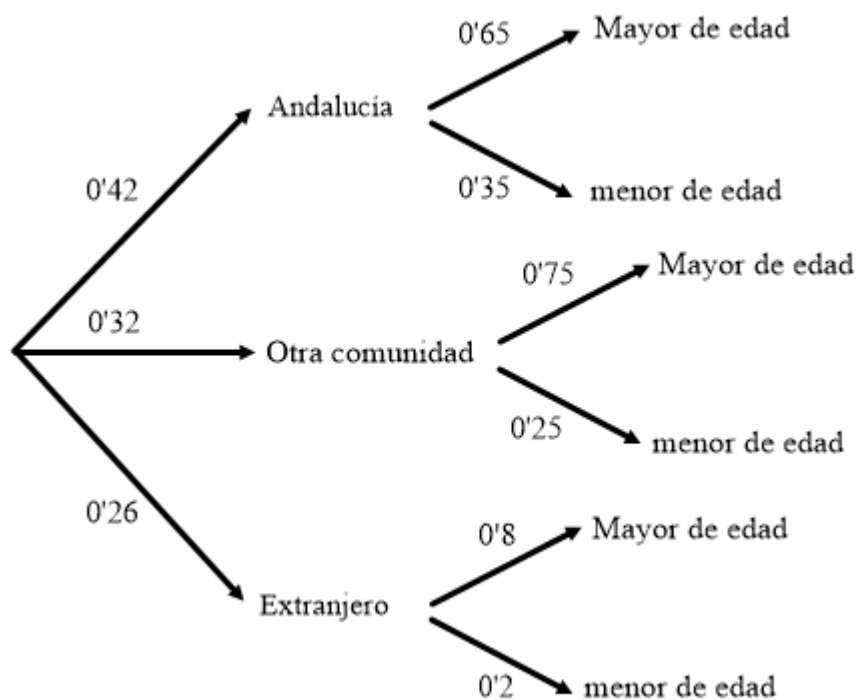 0'65
Mayor de edad
Andalucía
0'42
0'35
menor de edad
0'75
Mayor de edad
0'32
Otra comunidad
0'25
menor de edad
0'26
0'8
Mayor de edad
Extranjero
0'2
menor de edad